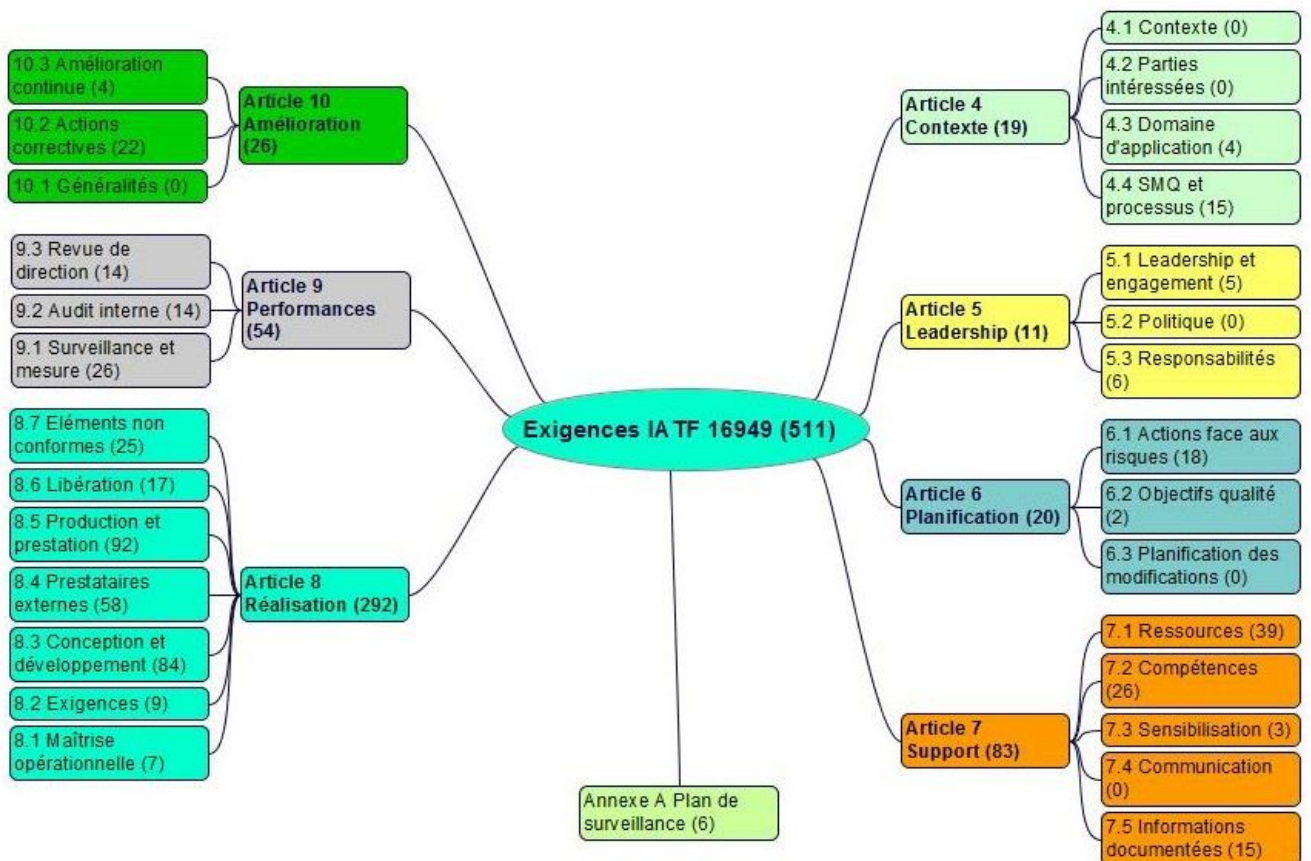 Exigences IATF 16949 (511)
Article 4
Contexte (19)
4.1 Contexte (0)
4.2 Parties
intéressées (0)
4.3 Domaine
d'application (4)
4.4 SMQ et
processus (15)
Article 5
Leadership (11)
5.1 Leadership et
engagement (5)
5.2 Politique (0)
5.3 Responsabilités
(6)
Article 6
Planification (20)
6.1 Actions face aux
risques (18)
6.2 Objectifs qualité
(2)
6.3 Planification des
modifications (0)
Article 7
Support (83)
7.1 Ressources (39)
7.2 Compétences
(26)
7.3 Sensibilisation (3)
7.4 Communication
(0)
7.5 Informations
documentées (15)
Annexe A Plan de
surveillance (6)
Article 8
Réalisation (292)
8.7 Eléments non
conformes (25)
8.6 Libération (17)
8.5 Production et
prestation (92)
8.4 Prestataires
externes (58)
8.3 Conception et
développement (84)
8.2 Exigences (9)
8.1 Maîtrise
opérationnelle (7)
Article 9
Performances
(54)
9.3 Revue de
direction (14)
9.2 Audit interne (14)
9.1 Surveillance et
mesure (26)
Article 10
Amélioration
(26)
10.3 Amélioration
continue (4)
10.2 Actions
correctives (22)
10.1 Généralités (0)